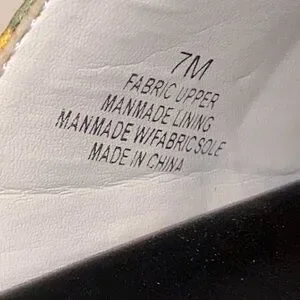 7M
FABRIC UPPER
MANMADE LINING
MANMADE W/FABRIC SOLE
MADE IN CHINA